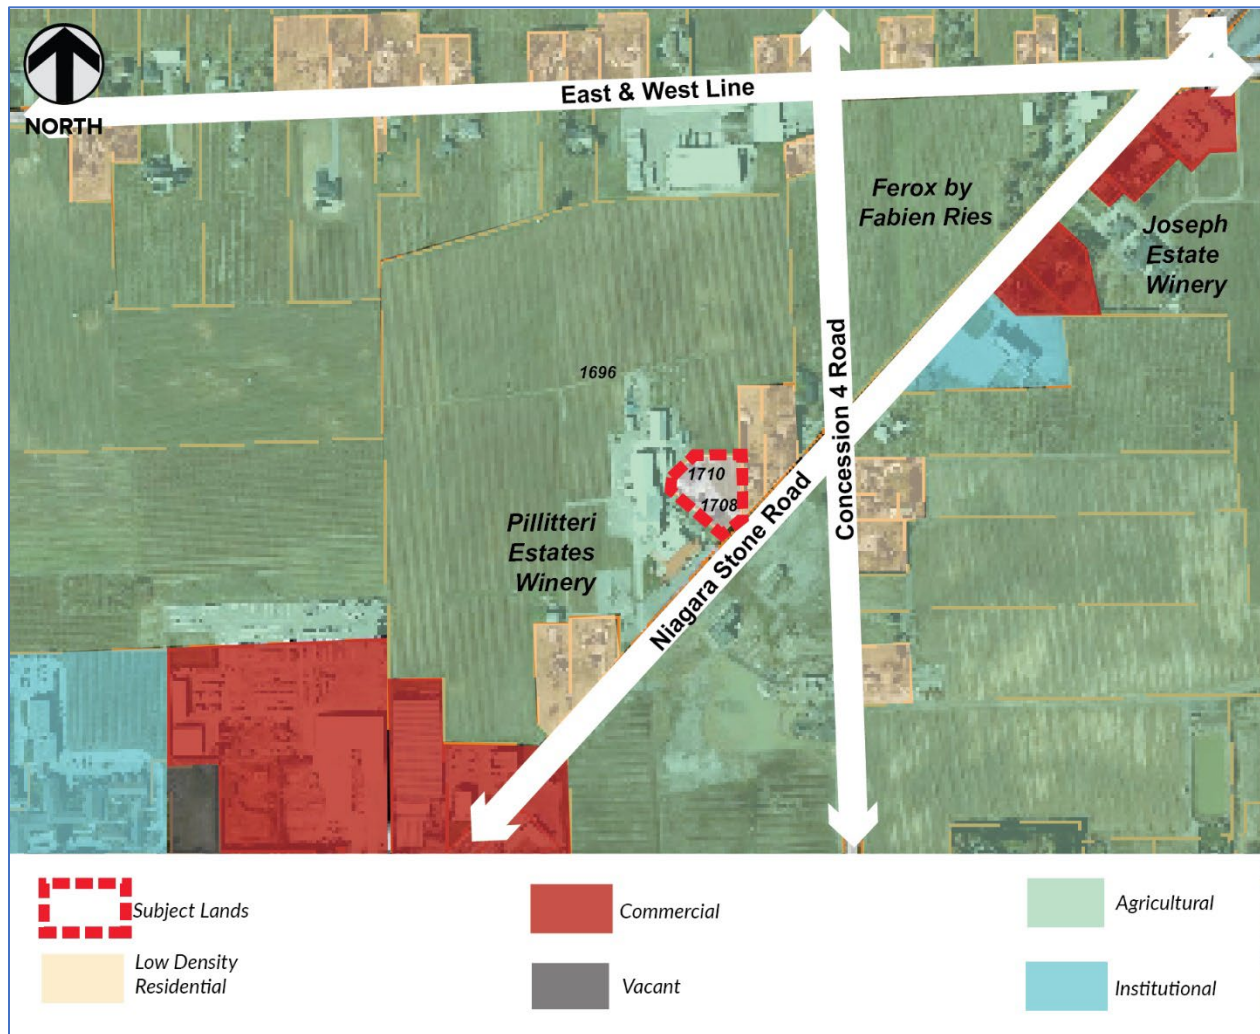 NORTH
East & West Line
Ferox by
Fabien Ries
Joseph
Estate
Winery
1696
Concession 4 Road
1710
1708
Pillitteri
Estates
Winery
Niagara Stone Road
Subject Lands
Commercial
Agricultural
Low Density
Residential
Vacant
Institutional